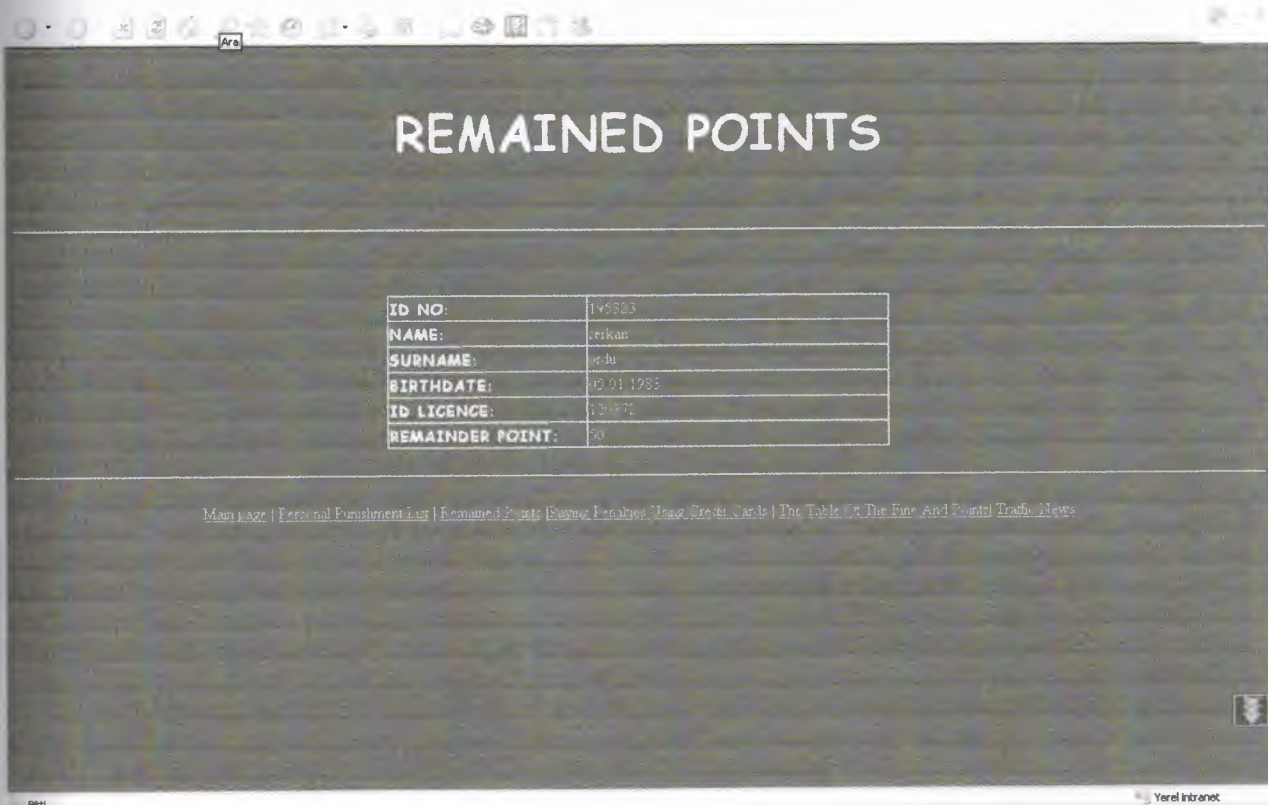 Ara
REMAINED POINTS
ID NO:
NAME:
SURNAME: ordu
BIRTHDATE:
ID LICENCE:
REMAINDER POINT: 50
Main page | Personal Punishment List | Remained Points |Paying Penalties Using Credit Cards | The Table Of The Fine And Points| Traffic News
Yerel intranet